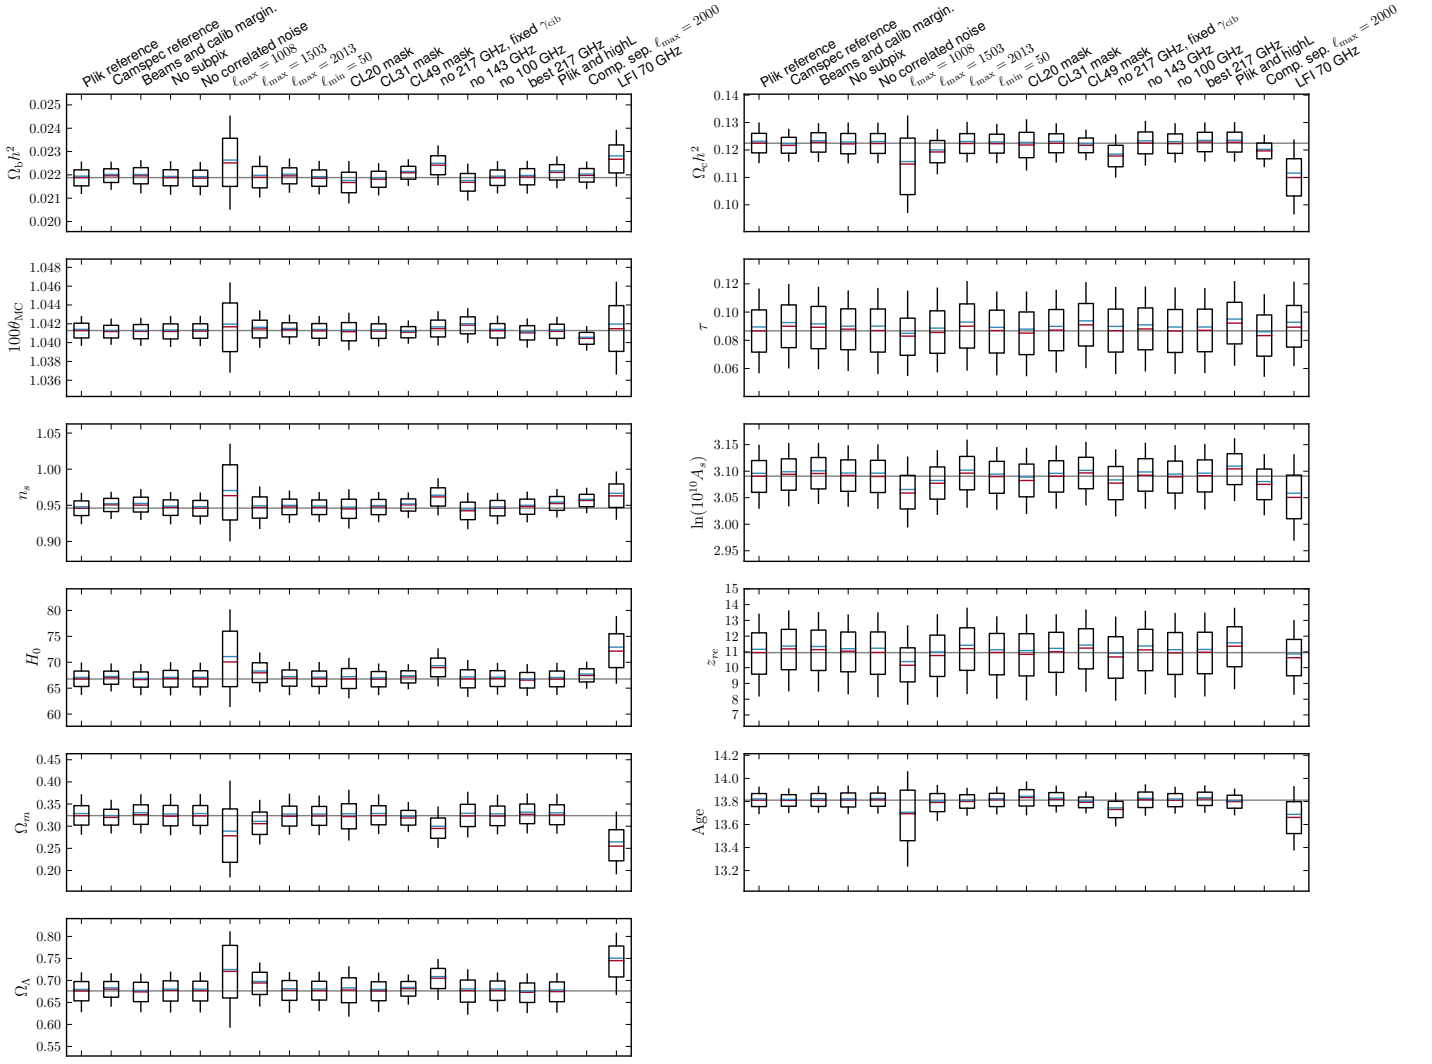 Plik reference
Camspec reference
Beams and calib margin.
No subpix
No correlated noise
ℓmax = 1008
ℓmax = 1503
ℓmax = 2013
ℓmin = 50
CL20 mask
CL31 mask
CL49 mask
no 217 GHz, fixed γcib
no 143 GHz
no 100 GHz
best 217 GHz
Plik and highL
Comp. sep. ℓmax = 2000
LFI 70 GHz
Plik reference
Camspec reference
Beams and calib margin.
No subpix
No correlated noise
ℓmax = 1008
ℓmax = 1503
ℓmax = 2013
ℓmin = 50
CL20 mask
CL31 mask
CL49 mask
no 217 GHz, fixed γcib
no 143 GHz
no 100 GHz
best 217 GHz
Plik and highL
Comp. sep. ℓmax = 2000
LFI 70 GHz
Ωbh²
0.025
0.024
0.023
0.022
0.021
0.020
Ωch²
0.14
0.13
0.12
0.11
0.10
100θMC
1.048
1.046
1.044
1.042
1.040
1.038
1.036
τ
0.12
0.10
0.08
0.06
ns
1.05
1.00
0.95
0.90
ln(10¹⁰As)
3.15
3.10
3.05
3.00
2.95
H0
80
75
70
65
60
zre
15
14
13
12
11
10
9
8
7
Ωm
0.45
0.40
0.35
0.30
0.25
0.20
Age
14.2
14.0
13.8
13.6
13.4
13.2
ΩΛ
0.80
0.75
0.70
0.65
0.60
0.55